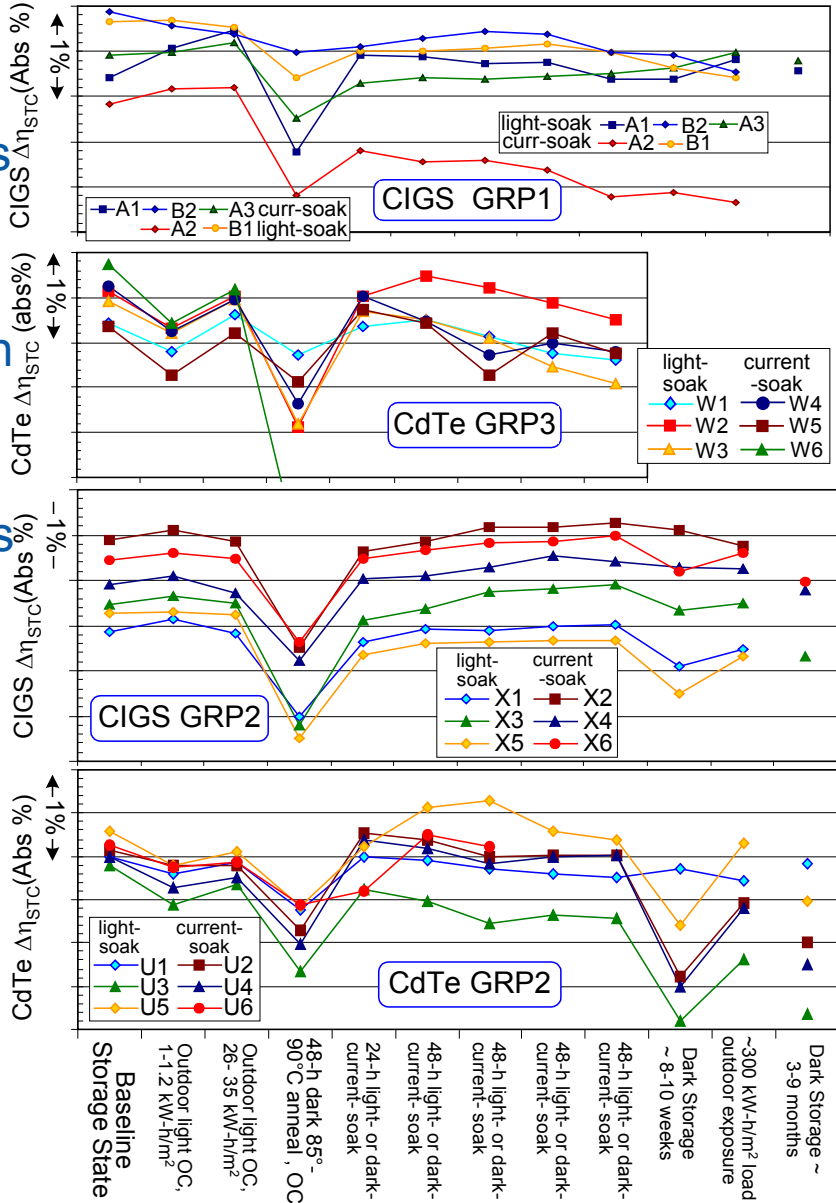 CIGS ΔηSTC(Abs %)
1%
light-soak A1 B2 A3
curr-soak A2 B1
CIGS GRP1
A1 B2 A3 curr-soak
A2 B1 light-soak
s
CdTe ΔηSTC (abs%)
1%
n
CdTe GRP3
light-soak current-soak
W1 W4
W2 W5
W3 W6
CIGS ΔηSTC(Abs %)
1%
s
CIGS GRP2
light-soak current-soak
X1 X2
X3 X4
X5 X6
CdTe ΔηSTC(Abs %)
1%
light-soak current-soak
U1 U2
U3 U4
U5 U6
CdTe GRP2
Baseline
Storage State
Outdoor light OC,
1-1.2 kW-h/m²
Outdoor light OC,
26- 35 kW-h/m²
48-h dark 85°-
90°C anneal , OC
24-h light- or dark-
current- soak
48-h light- or dark-
current- soak
48-h light- or dark-
current- soak
48-h light- or dark-
current- soak
48-h light- or dark-
current- soak
Dark Storage
~ 8-10 weeks
~300 kW-h/m² load
outdoor exposure
Dark Storage ~
3-9 months